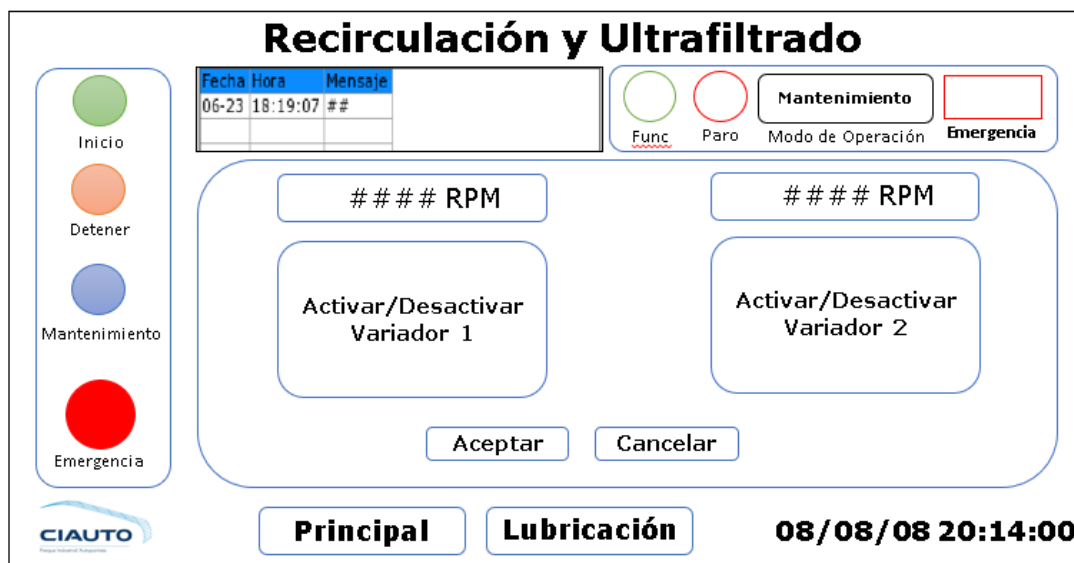 Recirculación y Ultrafiltrado
Inicio
Detener
Mantenimiento
Emergencia
Fecha Hora Mensaje
06-23 18:19:07 ##
Func
Paro
Mantenimiento
Modo de Operación
Emergencia
#### RPM
#### RPM
Activar/Desactivar
Variador 1
Activar/Desactivar
Variador 2
Aceptar
Cancelar
CIAUTO
Principal
Lubricación
08/08/08 20:14:00